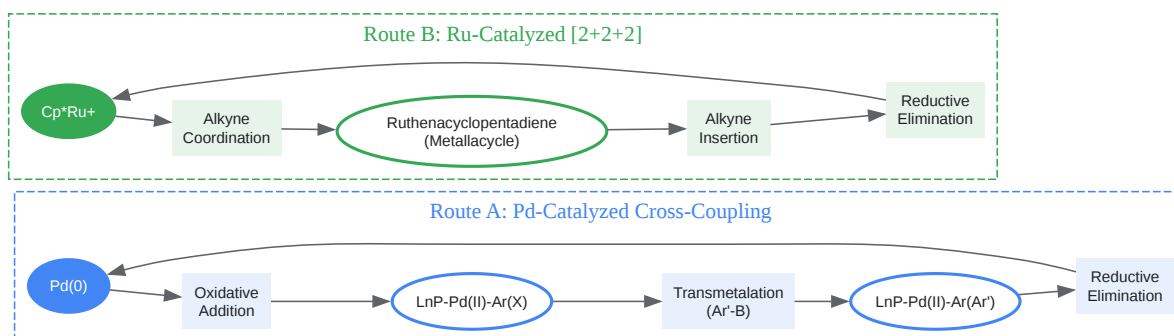 Route B: Ru-Catalyzed [2+2+2]
Cp*Ru+
Alkyne
Coordination
Ruthenacyclopentadiene
(Metallacycle)
Alkyne
Insertion
Reductive
Elimination
Route A: Pd-Catalyzed Cross-Coupling
Pd(0)
Oxidative
Addition
LnP-Pd(II)-Ar(X)
Transmetalation
(Ar'-B)
LnP-Pd(II)-Ar(Ar')
Reductive
Elimination